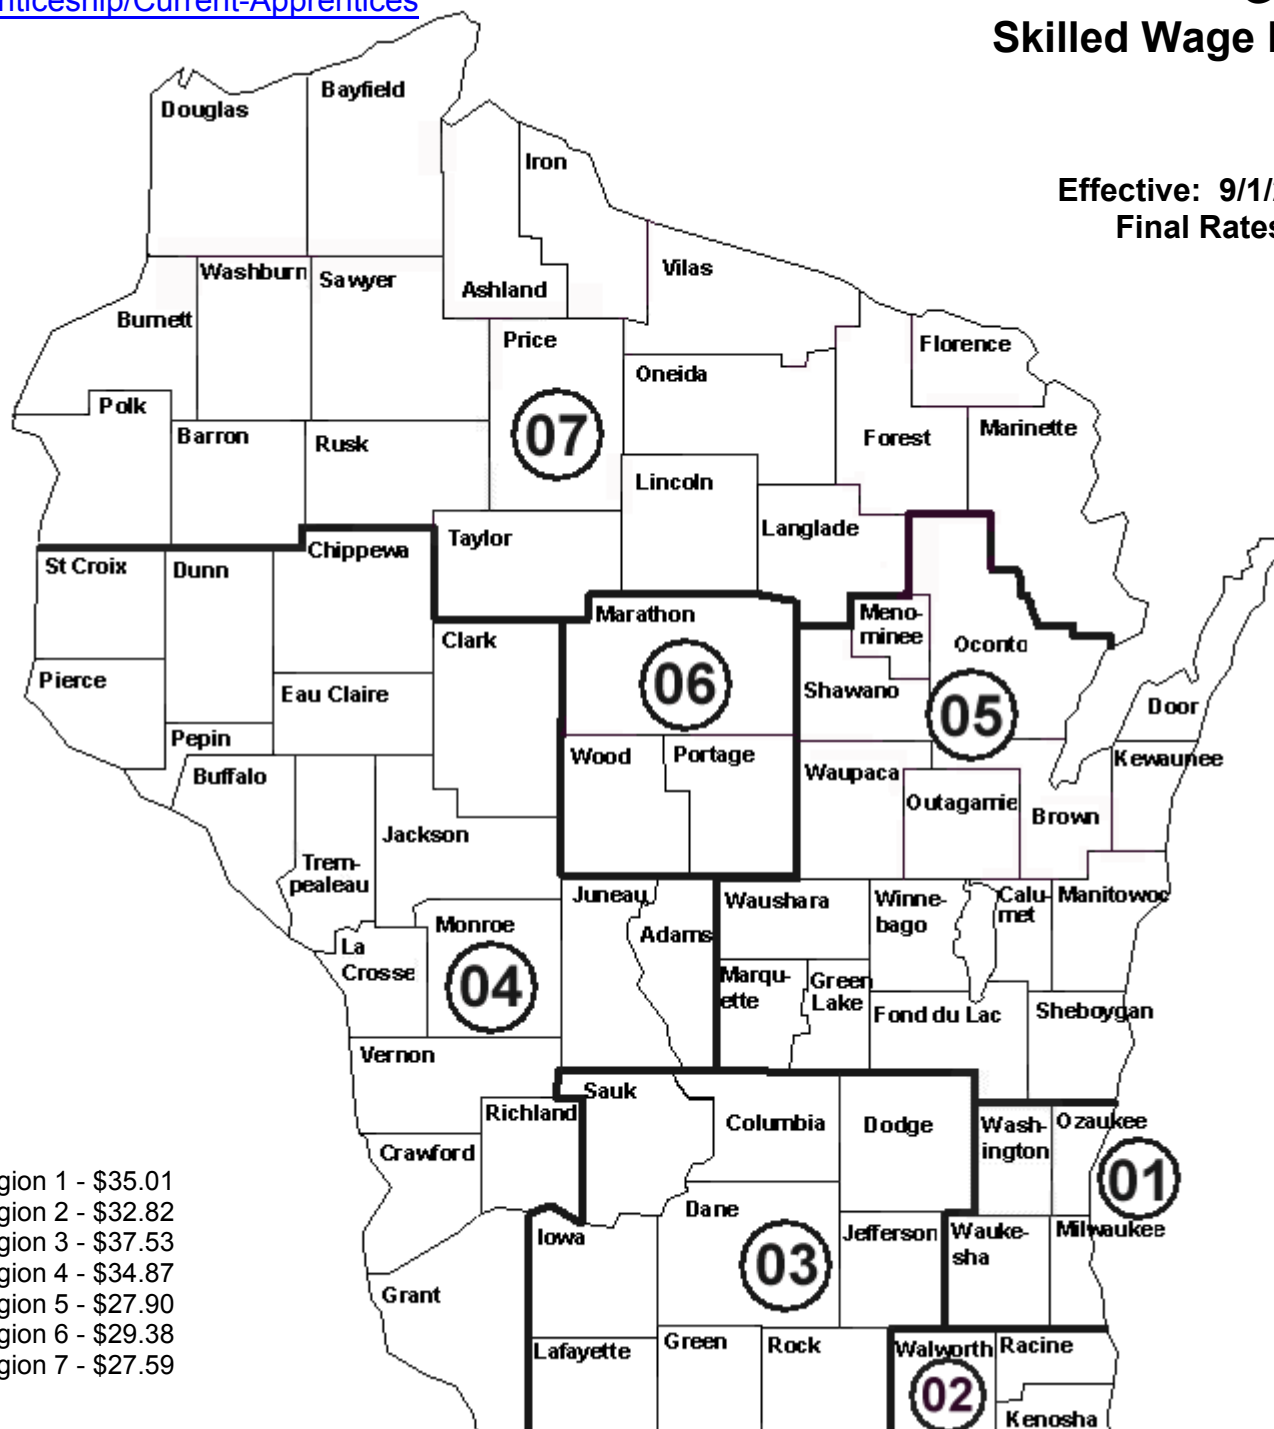 nticeship/Current-Apprentices
Skilled Wage
Effective: 9/1/
Final Rates
Douglas
Bayfield
Iron
Vilas
Washburn
Sawyer
Ashland
Burnett
Price
Florence
Oneida
Polk
Barron
Rusk
07
Forest
Marinette
Lincoln
Langlade
Taylor
Chippewa
St Croix
Dunn
Marathon
Meno-
minee
Clark
Oconto
Pierce
Eau Claire
06
Shawano
05
Door
Pepin
Wood
Portage
Kewaunee
Buffalo
Waupaca
Outagamie
Brown
Jackson
Trem-
pealeau
Juneau
Waushara
Winne-
bago
Calu-
met
Manitowoc
Monroe
Adams
La
Crosse
04
Marqu-
ette
Green
Lake
Fond du Lac
Sheboygan
Vernon
Sauk
Richland
Columbia
Dodge
Wash-
ington
Ozaukee
Crawford
01
Dane
Iowa
Jefferson
Wauke-
sha
Milwaukee
03
Grant
Lafayette
Green
Rock
Walworth
Racine
02
Kenosha
gion 1 - $35.01
gion 2 - $32.82
gion 3 - $37.53
gion 4 - $34.87
gion 5 - $27.90
gion 6 - $29.38
gion 7 - $27.59